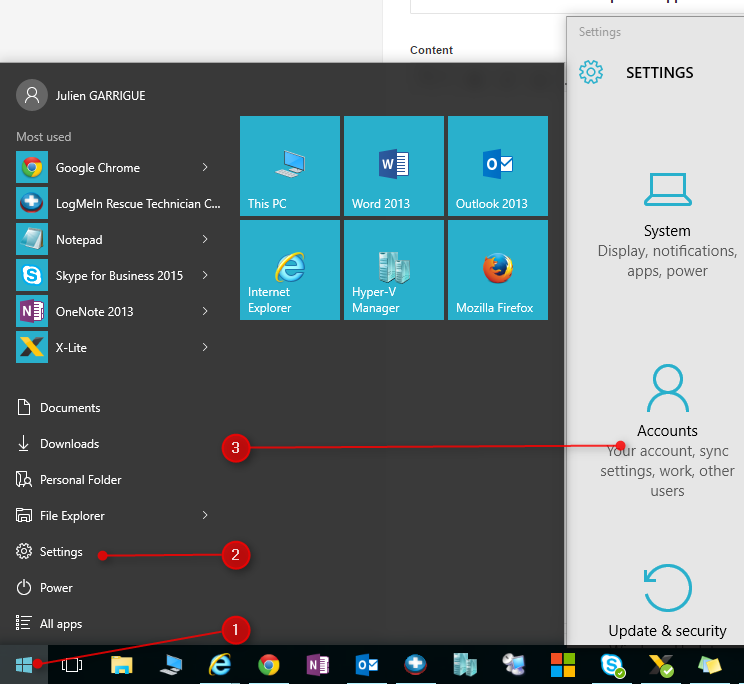 Content
Julien GARRIGUE
Most used
Google Chrome
LogMeIn Rescue Technician C...
Notepad
Skype for Business 2015
OneNote 2013
X-Lite
Documents
Downloads
Personal Folder
File Explorer
Settings
Power
All apps
This PC
Word 2013
Outlook 2013
Internet
Explorer
Hyper-V
Manager
Mozilla Firefox
3
2
1
Settings
SETTINGS
System
Display, notifications,
apps, power
Accounts
Your account, sync
settings, work, other
users
Update & security